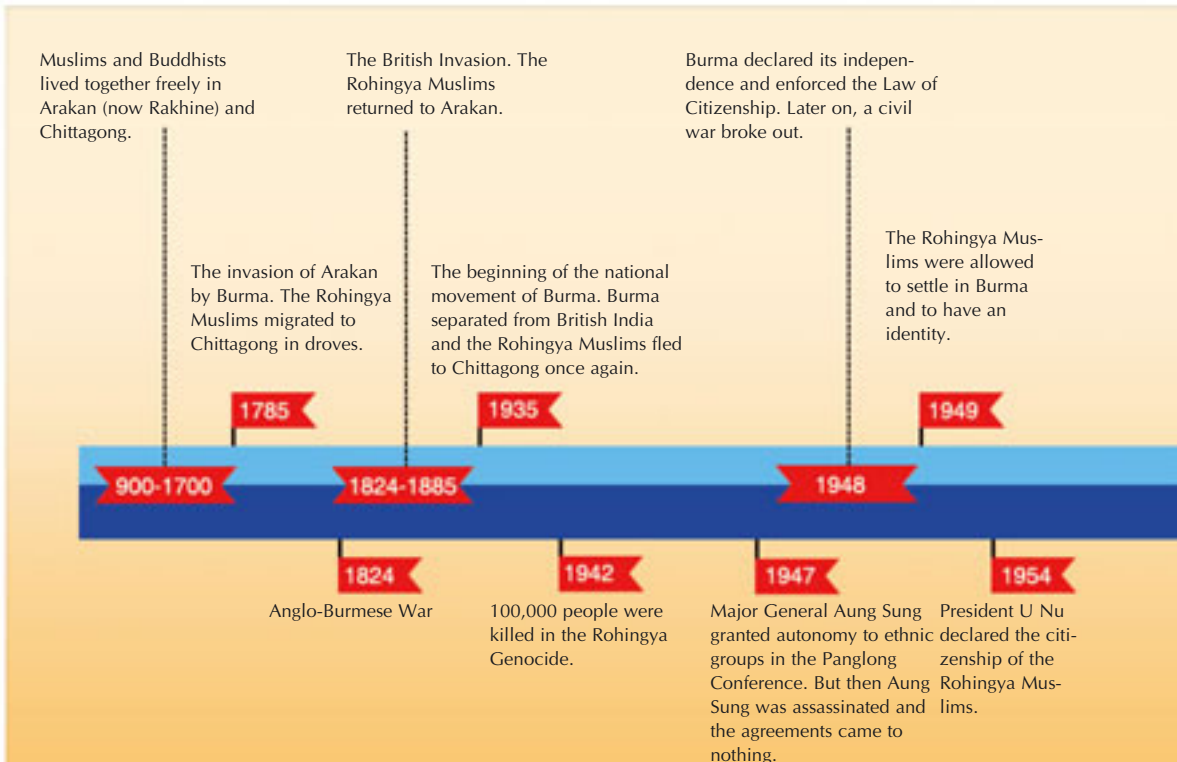 Muslims and Buddhists
lived together freely in
Arakan (now Rakhine) and
Chittagong.
The British Invasion. The
Rohingya Muslims
returned to Arakan.
Burma declared its indepen-
dence and enforced the Law of
Citizenship. Later on, a civil
war broke out.
The invasion of Arakan
by Burma. The Rohingya
Muslims migrated to
Chittagong in droves.
The beginning of the national
movement of Burma. Burma
separated from British India
and the Rohingya Muslims fled
to Chittagong once again.
The Rohingya Mus-
lims were allowed
to settle in Burma
and to have an
identity.
1785
1935
1949
900-1700
1824-1885
1948
1824
1942
1947
1954
Anglo-Burmese War
100,000 people were
killed in the Rohingya
Genocide.
Major General Aung Sung
granted autonomy to ethnic
groups in the Panglong
Conference. But then Aung
Sung was assassinated and
the agreements came to
nothing.
President U Nu
declared the citi-
zenship of the
Rohingya Mus-
lims.